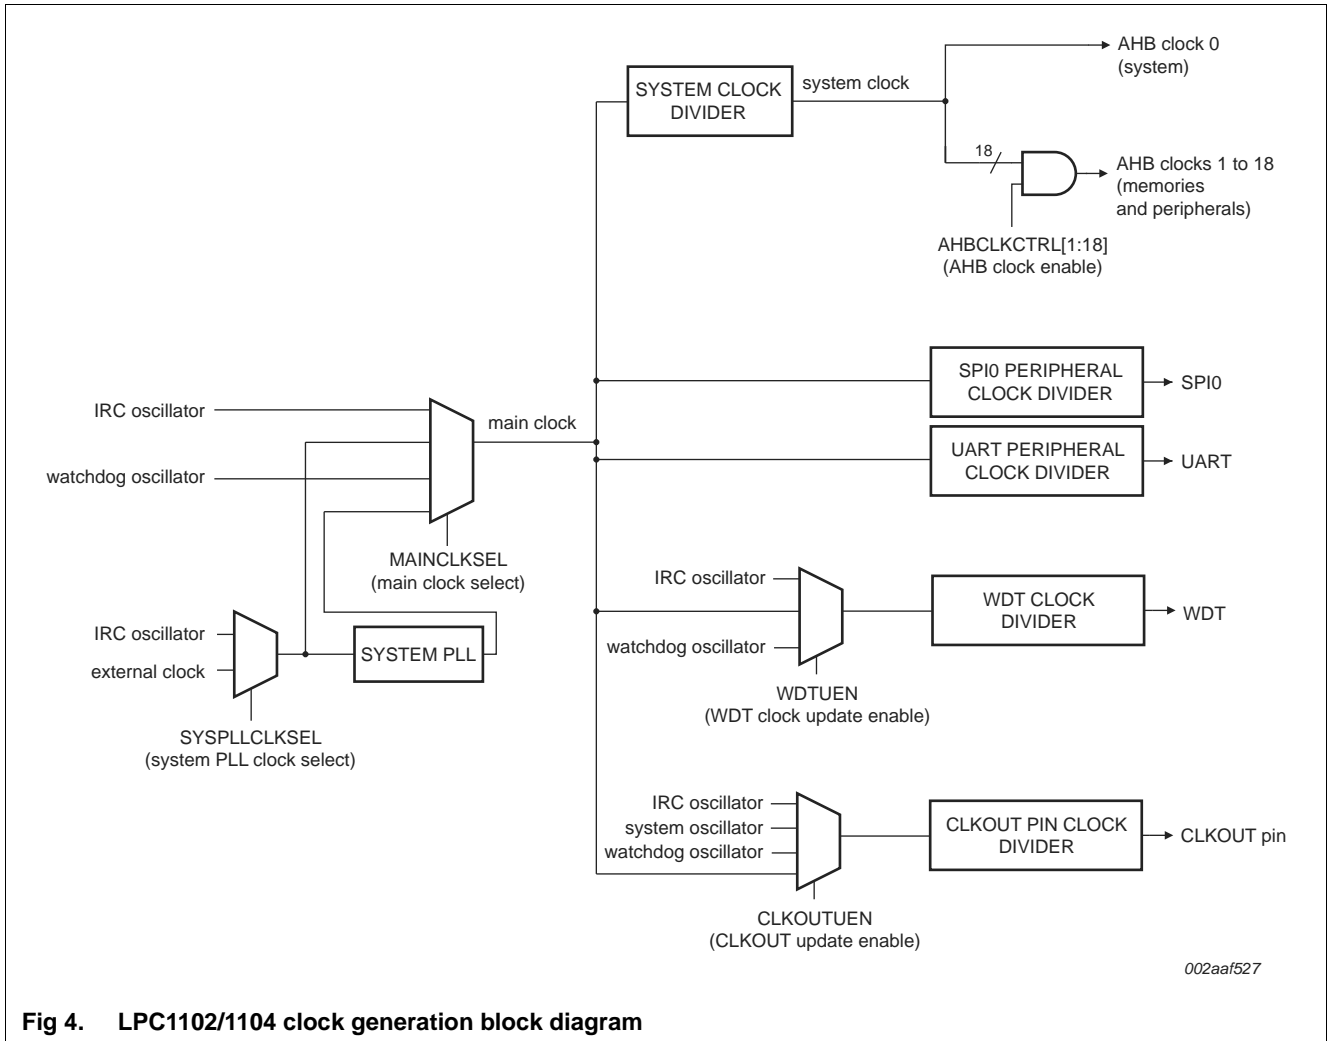 AHB clock 0
(system)
SYSTEM CLOCK
DIVIDER
system clock
18
AHB clocks 1 to 18
(memories
and peripherals)
AHBCLKCTRL[1:18]
(AHB clock enable)
SPI0 PERIPHERAL
CLOCK DIVIDER
SPI0
IRC oscillator
main clock
UART PERIPHERAL
CLOCK DIVIDER
UART
watchdog oscillator
MAINCLKSEL
(main clock select)
IRC oscillator
WDT CLOCK
DIVIDER
WDT
IRC oscillator
external clock
SYSTEM PLL
watchdog oscillator
WDTUEN
(WDT clock update enable)
SYSPLLCLKSEL
(system PLL clock select)
IRC oscillator
system oscillator
watchdog oscillator
CLKOUT PIN CLOCK
DIVIDER
CLKOUT pin
CLKOUTUEN
(CLKOUT update enable)
002aaf527
Fig 4. LPC1102/1104 clock generation block diagram